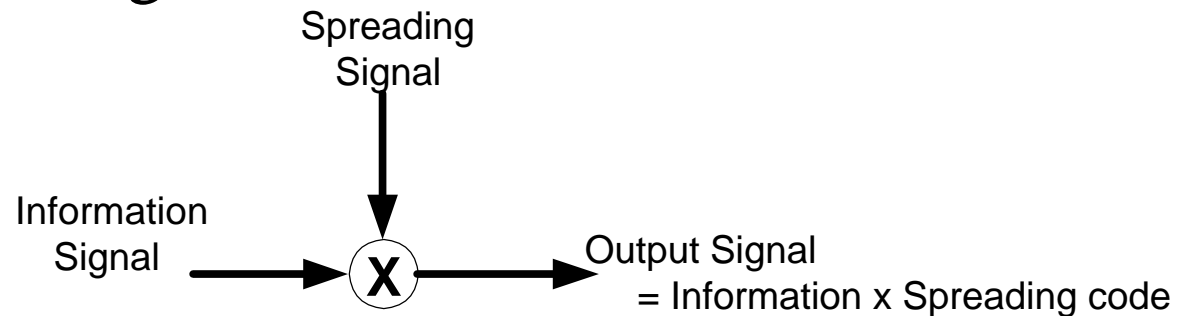 Spreading
Signal
Information
Signal
X
Output Signal
= Information x Spreading code